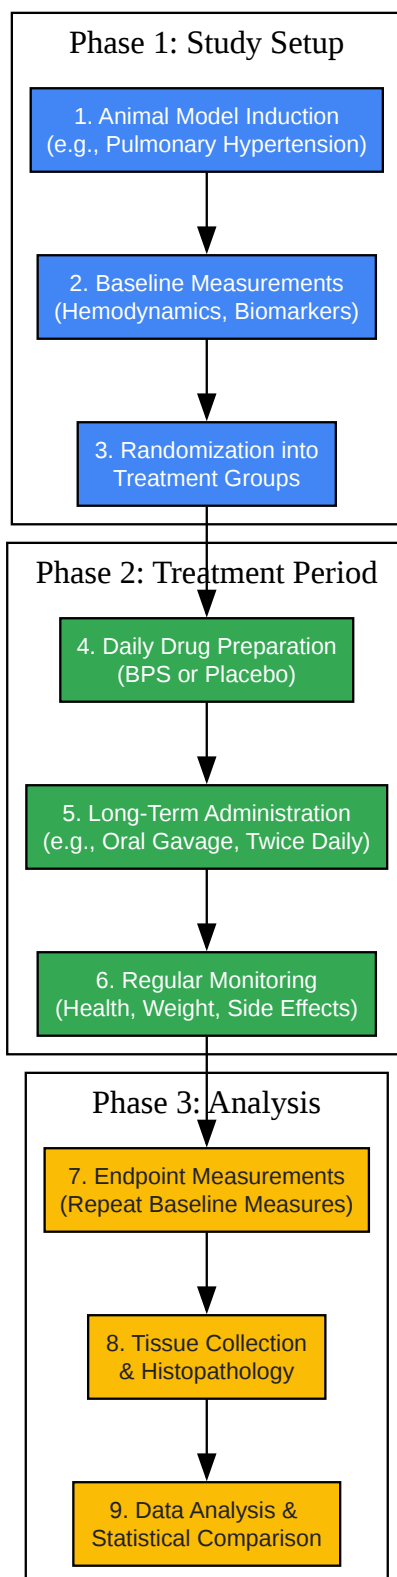 Phase 1: Study Setup
1. Animal Model Induction
(e.g., Pulmonary Hypertension)
2. Baseline Measurements
(Hemodynamics, Biomarkers)
3. Randomization into
Treatment Groups
Phase 2: Treatment Period
4. Daily Drug Preparation
(BPS or Placebo)
5. Long-Term Administration
(e.g., Oral Gavage, Twice Daily)
6. Regular Monitoring
(Health, Weight, Side Effects)
Phase 3: Analysis
7. Endpoint Measurements
(Repeat Baseline Measures)
8. Tissue Collection
& Histopathology
9. Data Analysis &
Statistical Comparison